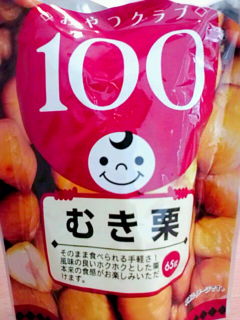 おやつクラブ
100
むき栗
そのまま食べられる手軽さ!
風味の良いホクホクとした栗
本来の食感がお楽しみいただ
けます。
65g